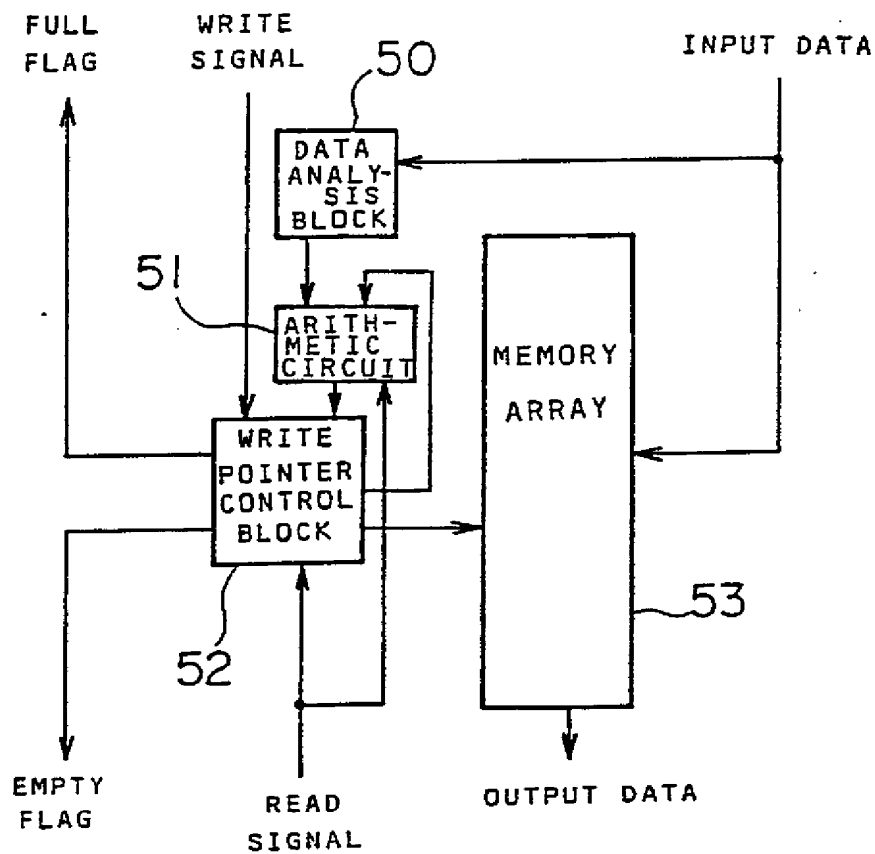 FULL
FLAG
WRITE
SIGNAL
50
INPUT DATA
DATA
ANALY-
SIS
BLOCK
51
ARITH-
METIC
CIRCUIT
MEMORY
ARRAY
WRITE
POINTER
CONTROL
BLOCK
52
53
EMPTY
FLAG
READ
SIGNAL
OUTPUT DATA